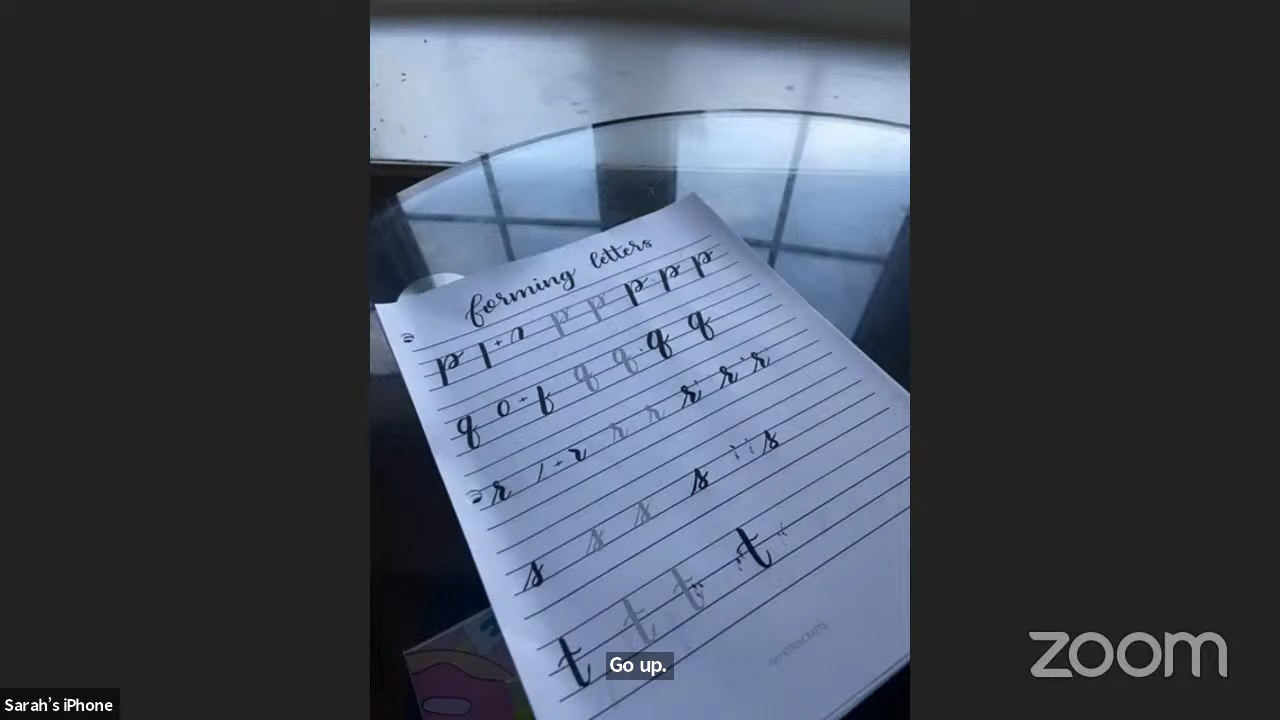 forming letters
p l + n p p p p p
q o + f q q q q
r / + r r r r r r
s s s s s
t t t t
Go up.
zoom
Sarah's iPhone